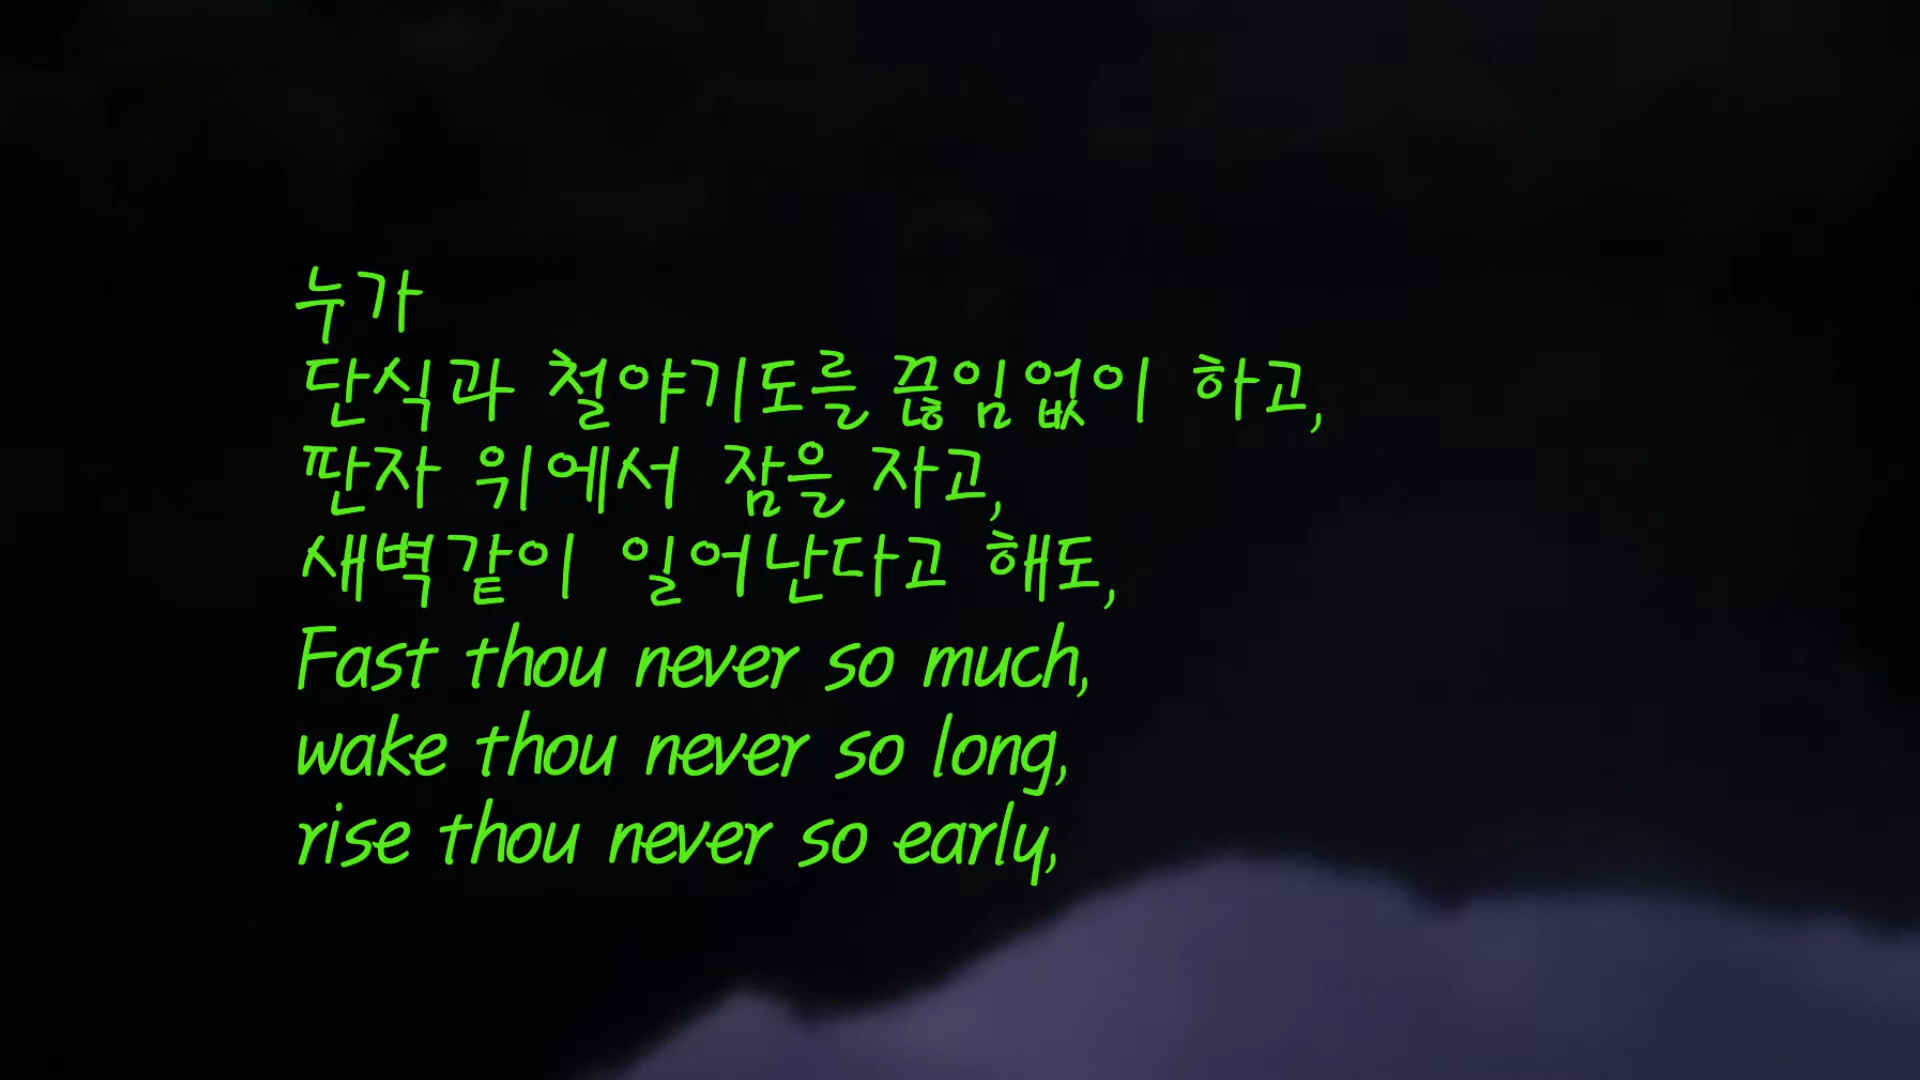 누가
단식과 철야기도를 끊임없이 하고,
판자 위에서 잠을 자고,
새벽같이 일어난다고 해도,
Fast thou never so much,
wake thou never so long,
rise thou never so early,